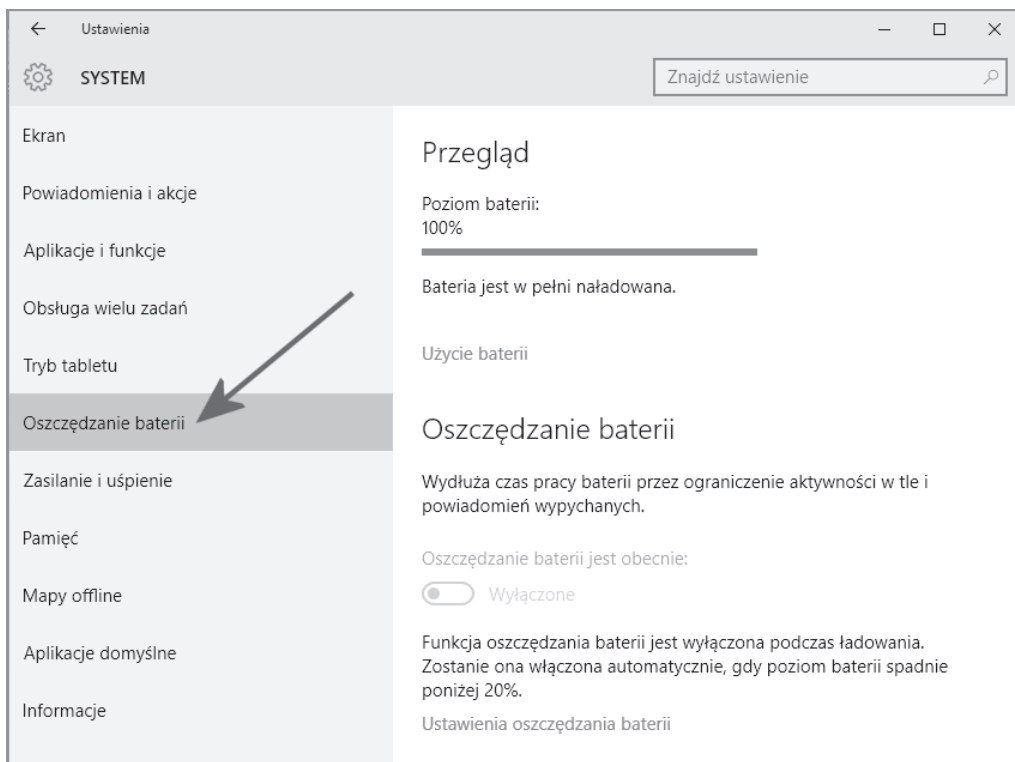 Ustawienia
SYSTEM
Znajdź ustawienie
Ekran
Powiadomienia i akcje
Aplikacje i funkcje
Obsługa wielu zadań
Tryb tabletu
Oszczędzanie baterii
Zasilanie i uśpienie
Pamięć
Mapy offline
Aplikacje domyślne
Informacje
Przegląd
Poziom baterii:
100%
Bateria jest w pełni naładowana.
Użycie baterii
Oszczędzanie baterii
Wydłuża czas pracy baterii przez ograniczenie aktywności w tle i
powiadomień wypychanych.
Oszczędzanie baterii jest obecnie:
Wyłączone
Funkcja oszczędzania baterii jest wyłączona podczas ładowania.
Zostanie ona włączona automatycznie, gdy poziom baterii spadnie
poniżej 20%.
Ustawienia oszczędzania baterii